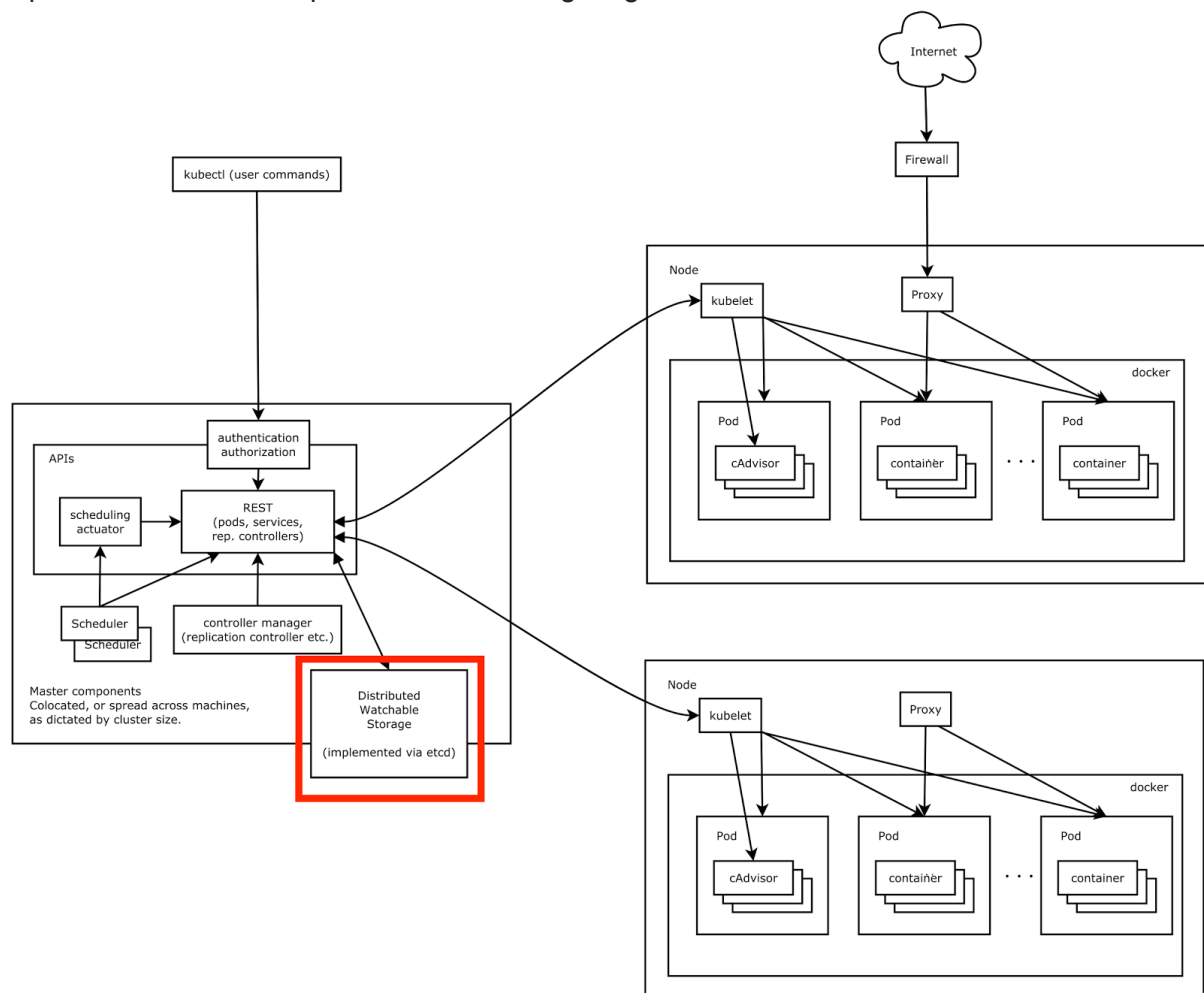 Internet
Firewall
kubectl (user commands)
Node
kubelet
Proxy
docker
Pod
cAdvisor
Pod
container
. . .
Pod
container
authentication
authorization
APIs
scheduling
actuator
REST
(pods, services,
rep. controllers)
Scheduler
Scheduler
controller manager
(replication controller etc.)
Master components
Colocated, or spread across machines,
as dictated by cluster size.
Distributed
Watchable
Storage
(implemented via etcd)
Node
kubelet
Proxy
docker
Pod
cAdvisor
Pod
container
. . .
Pod
container